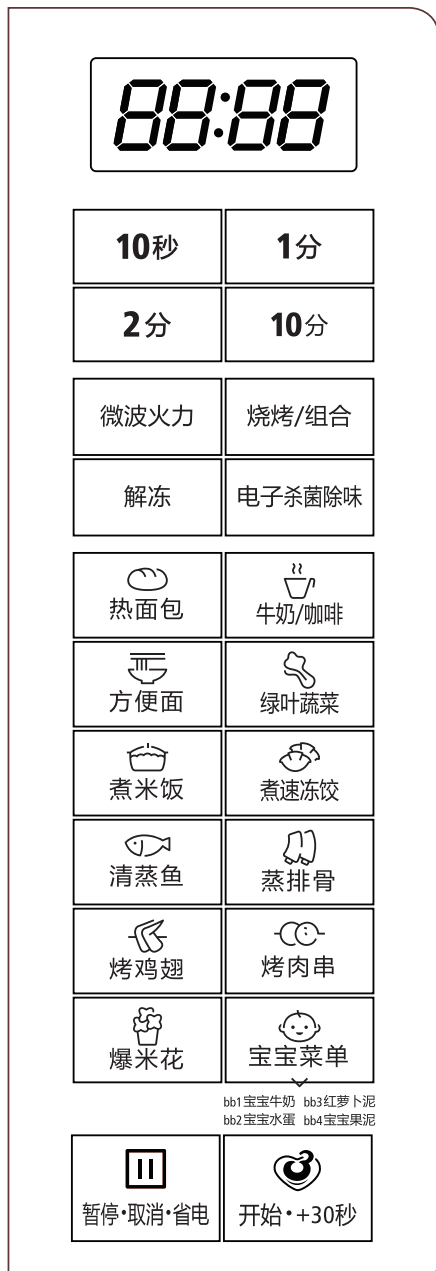 88:88
10秒 1分
2分 10分
微波火力 烧烤/组合
解冻 电子杀菌除味
热面包 牛奶/咖啡
方便面 绿叶蔬菜
煮米饭 煮速冻饺
清蒸鱼 蒸排骨
烤鸡翅 烤肉串
爆米花 宝宝菜单
bb1宝宝牛奶 bb3红萝卜泥
bb2宝宝水蛋 bb4宝宝果泥
暂停·取消·省电 开始·+30秒